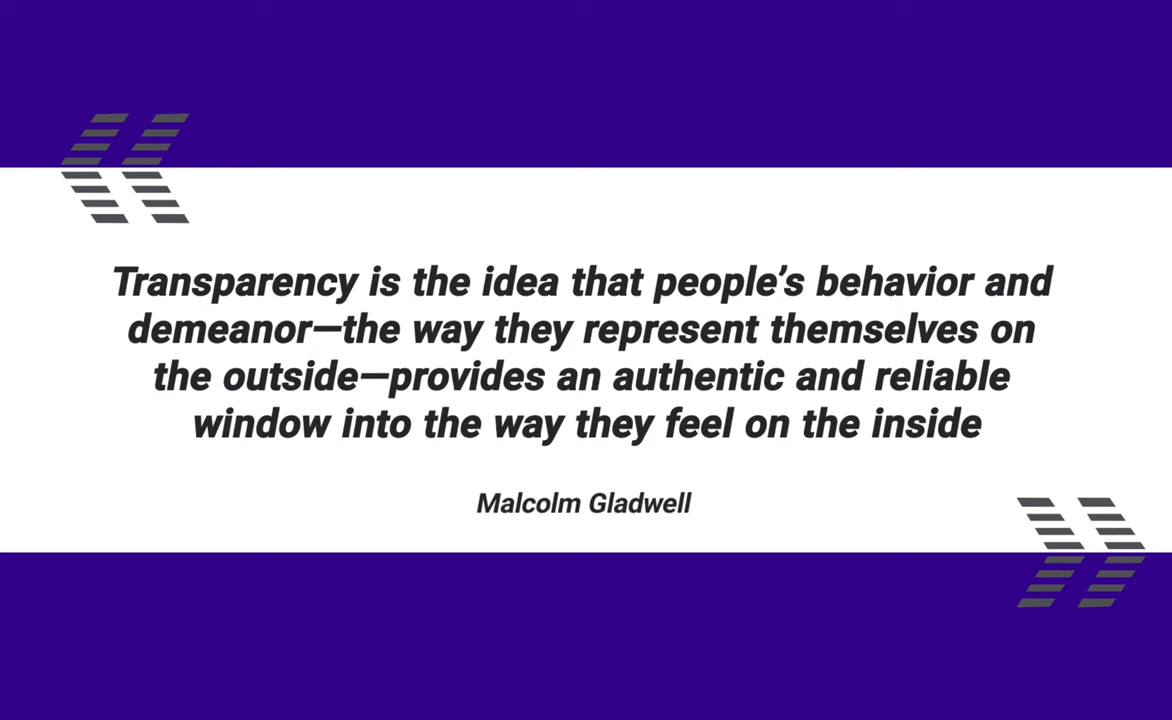 Transparency is the idea that people’s behavior and
demeanor—the way they represent themselves on
the outside—provides an authentic and reliable
window into the way they feel on the inside
Malcolm Gladwell